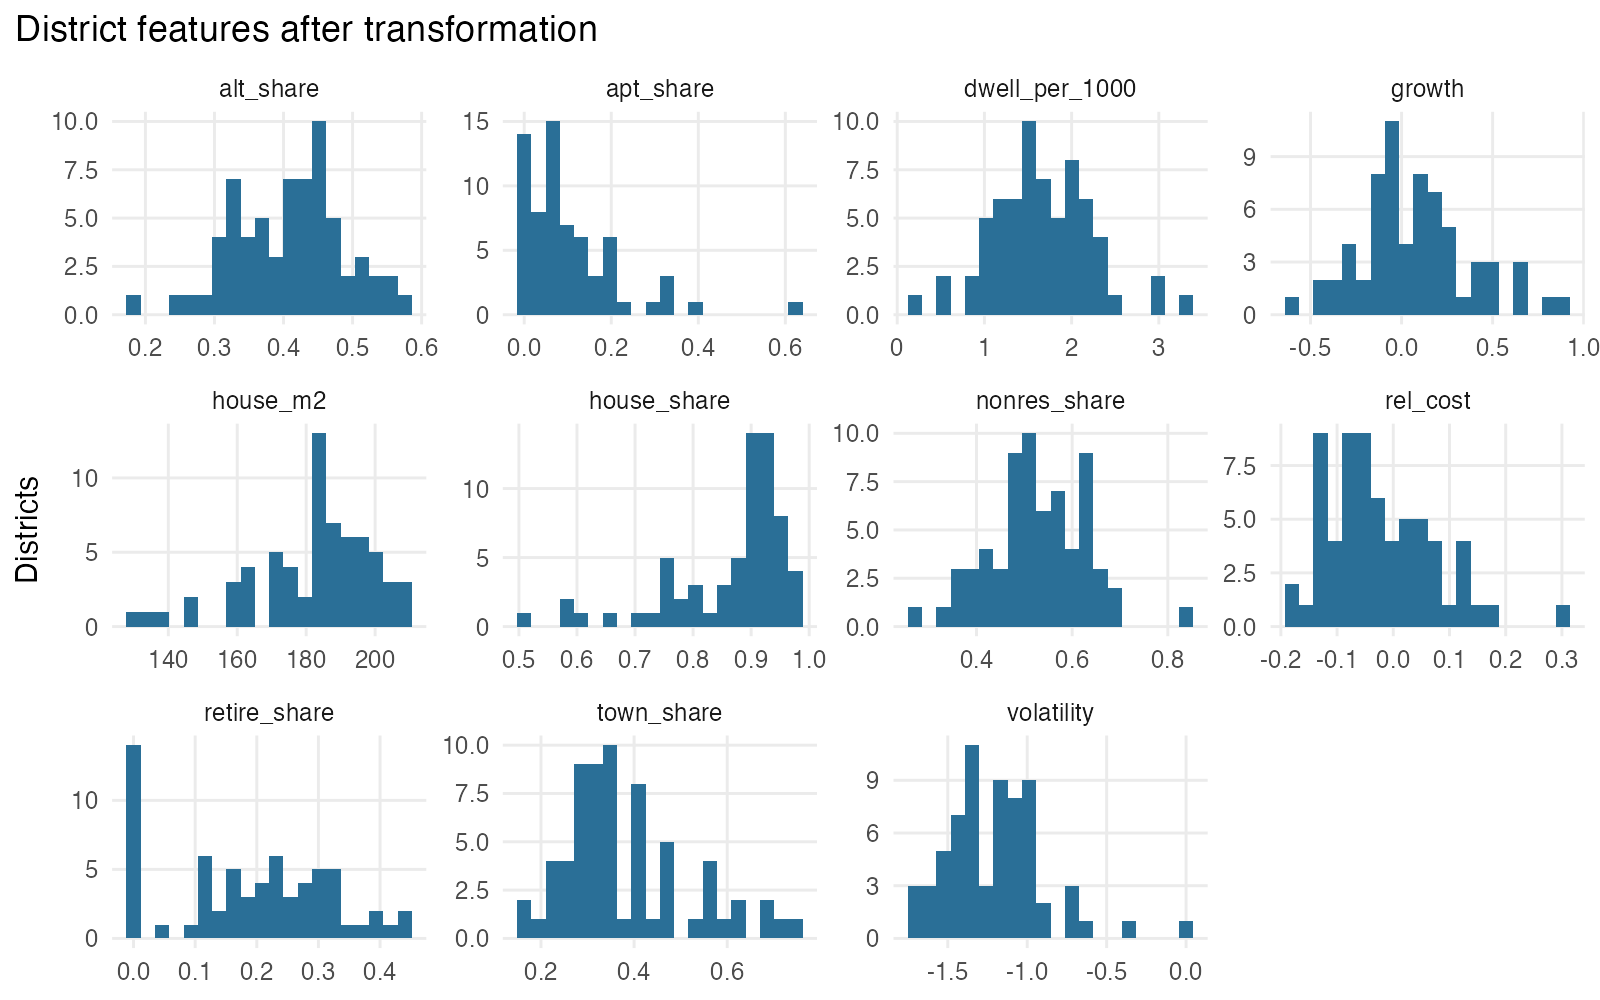 District features after transformation
alt_share
apt_share
dwell_per_1000
growth
10.0
7.5
5.0
2.5
0.0
0.2 0.3 0.4 0.5 0.6
15
10
5
0
0.0 0.2 0.4 0.6
10.0
7.5
5.0
2.5
0.0
0 1 2 3
9
6
3
0
-0.5 0.0 0.5 1.0
house_m2
house_share
nonres_share
rel_cost
10
5
0
140 160 180 200
10
5
0
0.5 0.6 0.7 0.8 0.9 1.0
10.0
7.5
5.0
2.5
0.0
0.4 0.6 0.8
7.5
5.0
2.5
0.0
-0.2 -0.1 0.0 0.1 0.2 0.3
Districts
retire_share
town_share
volatility
10
5
0
0.0 0.1 0.2 0.3 0.4
10.0
7.5
5.0
2.5
0.0
0.2 0.4 0.6
9
6
3
0
-1.5 -1.0 -0.5 0.0